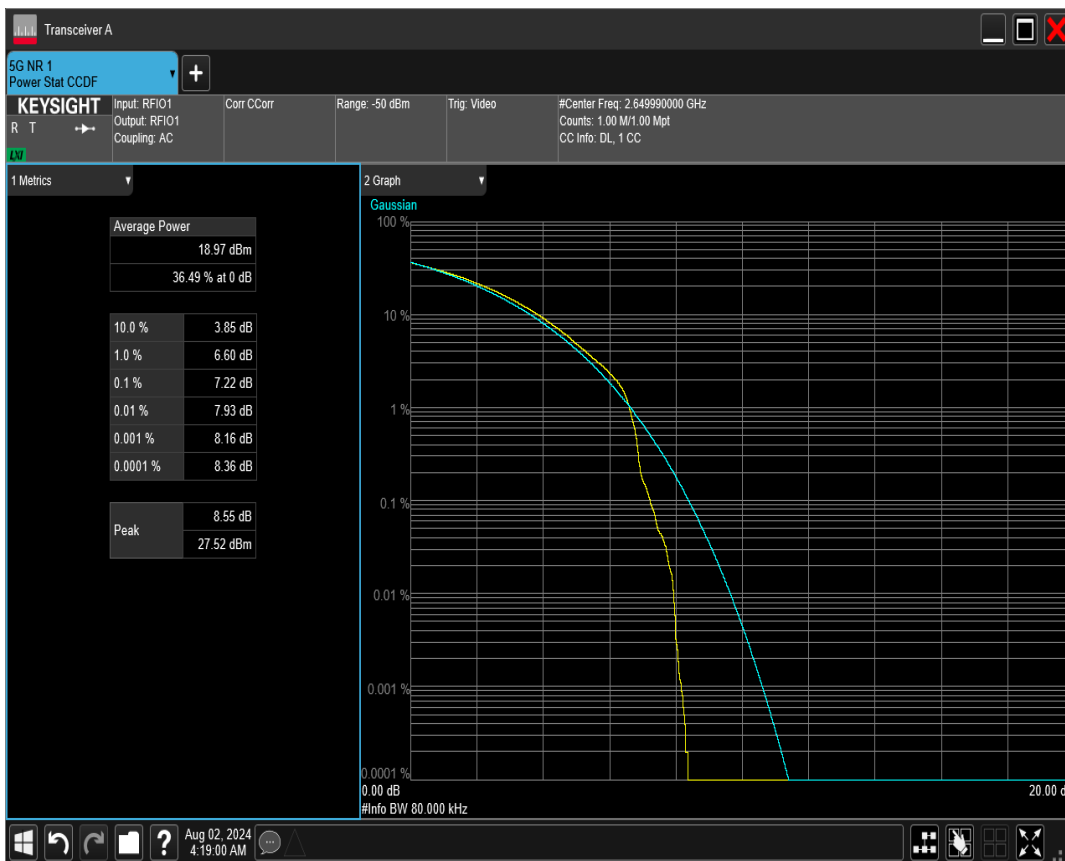 Transceiver A
5G NR 1
Power Stat CCDF
+
KEYSIGHT
R T
LXI
Input: RFIO1
Output: RFIO1
Coupling: AC
Corr CCorr
Range: -50 dBm
Trig: Video
#Center Freq: 2.649990000 GHz
Counts: 1.00 M/1.00 Mpt
CC Info: DL, 1 CC
1 Metrics
Average Power
18.97 dBm
36.49 % at 0 dB
10.0 % 3.85 dB
1.0 % 6.60 dB
0.1 % 7.22 dB
0.01 % 7.93 dB
0.001 % 8.16 dB
0.0001 % 8.36 dB
Peak
8.55 dB
27.52 dBm
2 Graph
Gaussian
100 %
10 %
1 %
0.1 %
0.01 %
0.001 %
0.0001 %
0.00 dB
20.00 d
#Info BW 80.000 kHz
?
Aug 02, 2024
4:19:00 AM